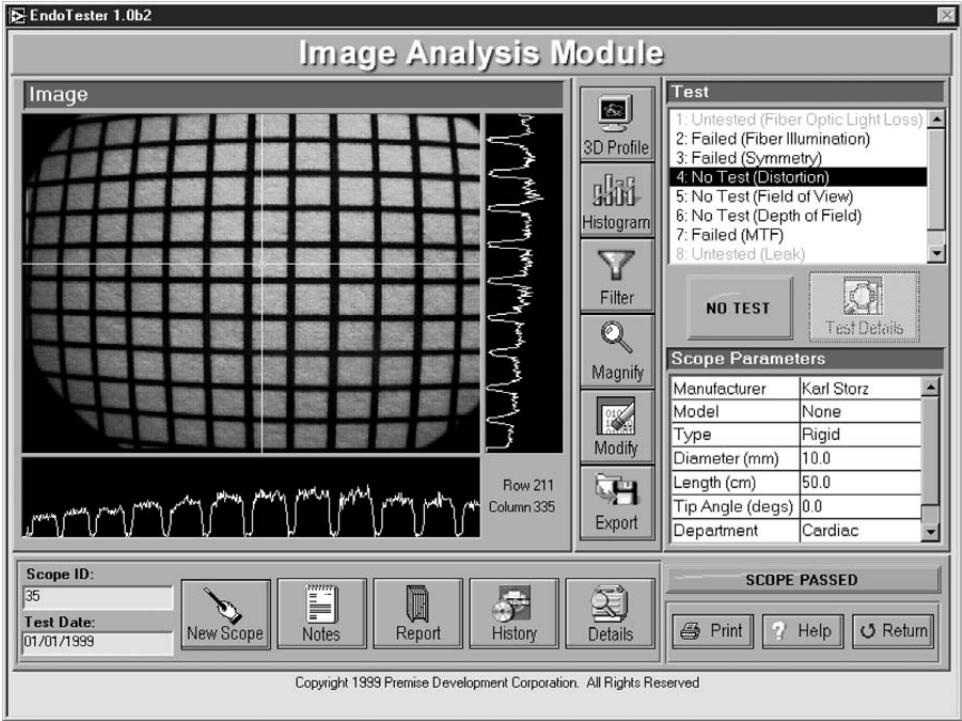 EndoTester 1.0b2
Image Analysis Module
Image
3D Profile
Histogram
Filter
Magnify
Modify
Export
Row 211
Column 335
Test
1: Untested (Fiber Optic Light Loss)
2: Failed (Fiber Illumination)
3: Failed (Symmetry)
4: No Test (Distortion)
5: No Test (Field of View)
6: No Test (Depth of Field)
7: Failed (MTF)
8: Untested (Leak)
NO TEST
Test Details
Scope Parameters
Manufacturer Karl Storz
Model None
Type Rigid
Diameter (mm) 10.0
Length (cm) 50.0
Tip Angle (degs) 0.0
Department Cardiac
Scope ID:
35
Test Date:
01/01/1999
New Scope
Notes
Report
History
Details
SCOPE PASSED
Print
Help
Return
Copyright 1999 Premise Development Corporation. All Rights Reserved